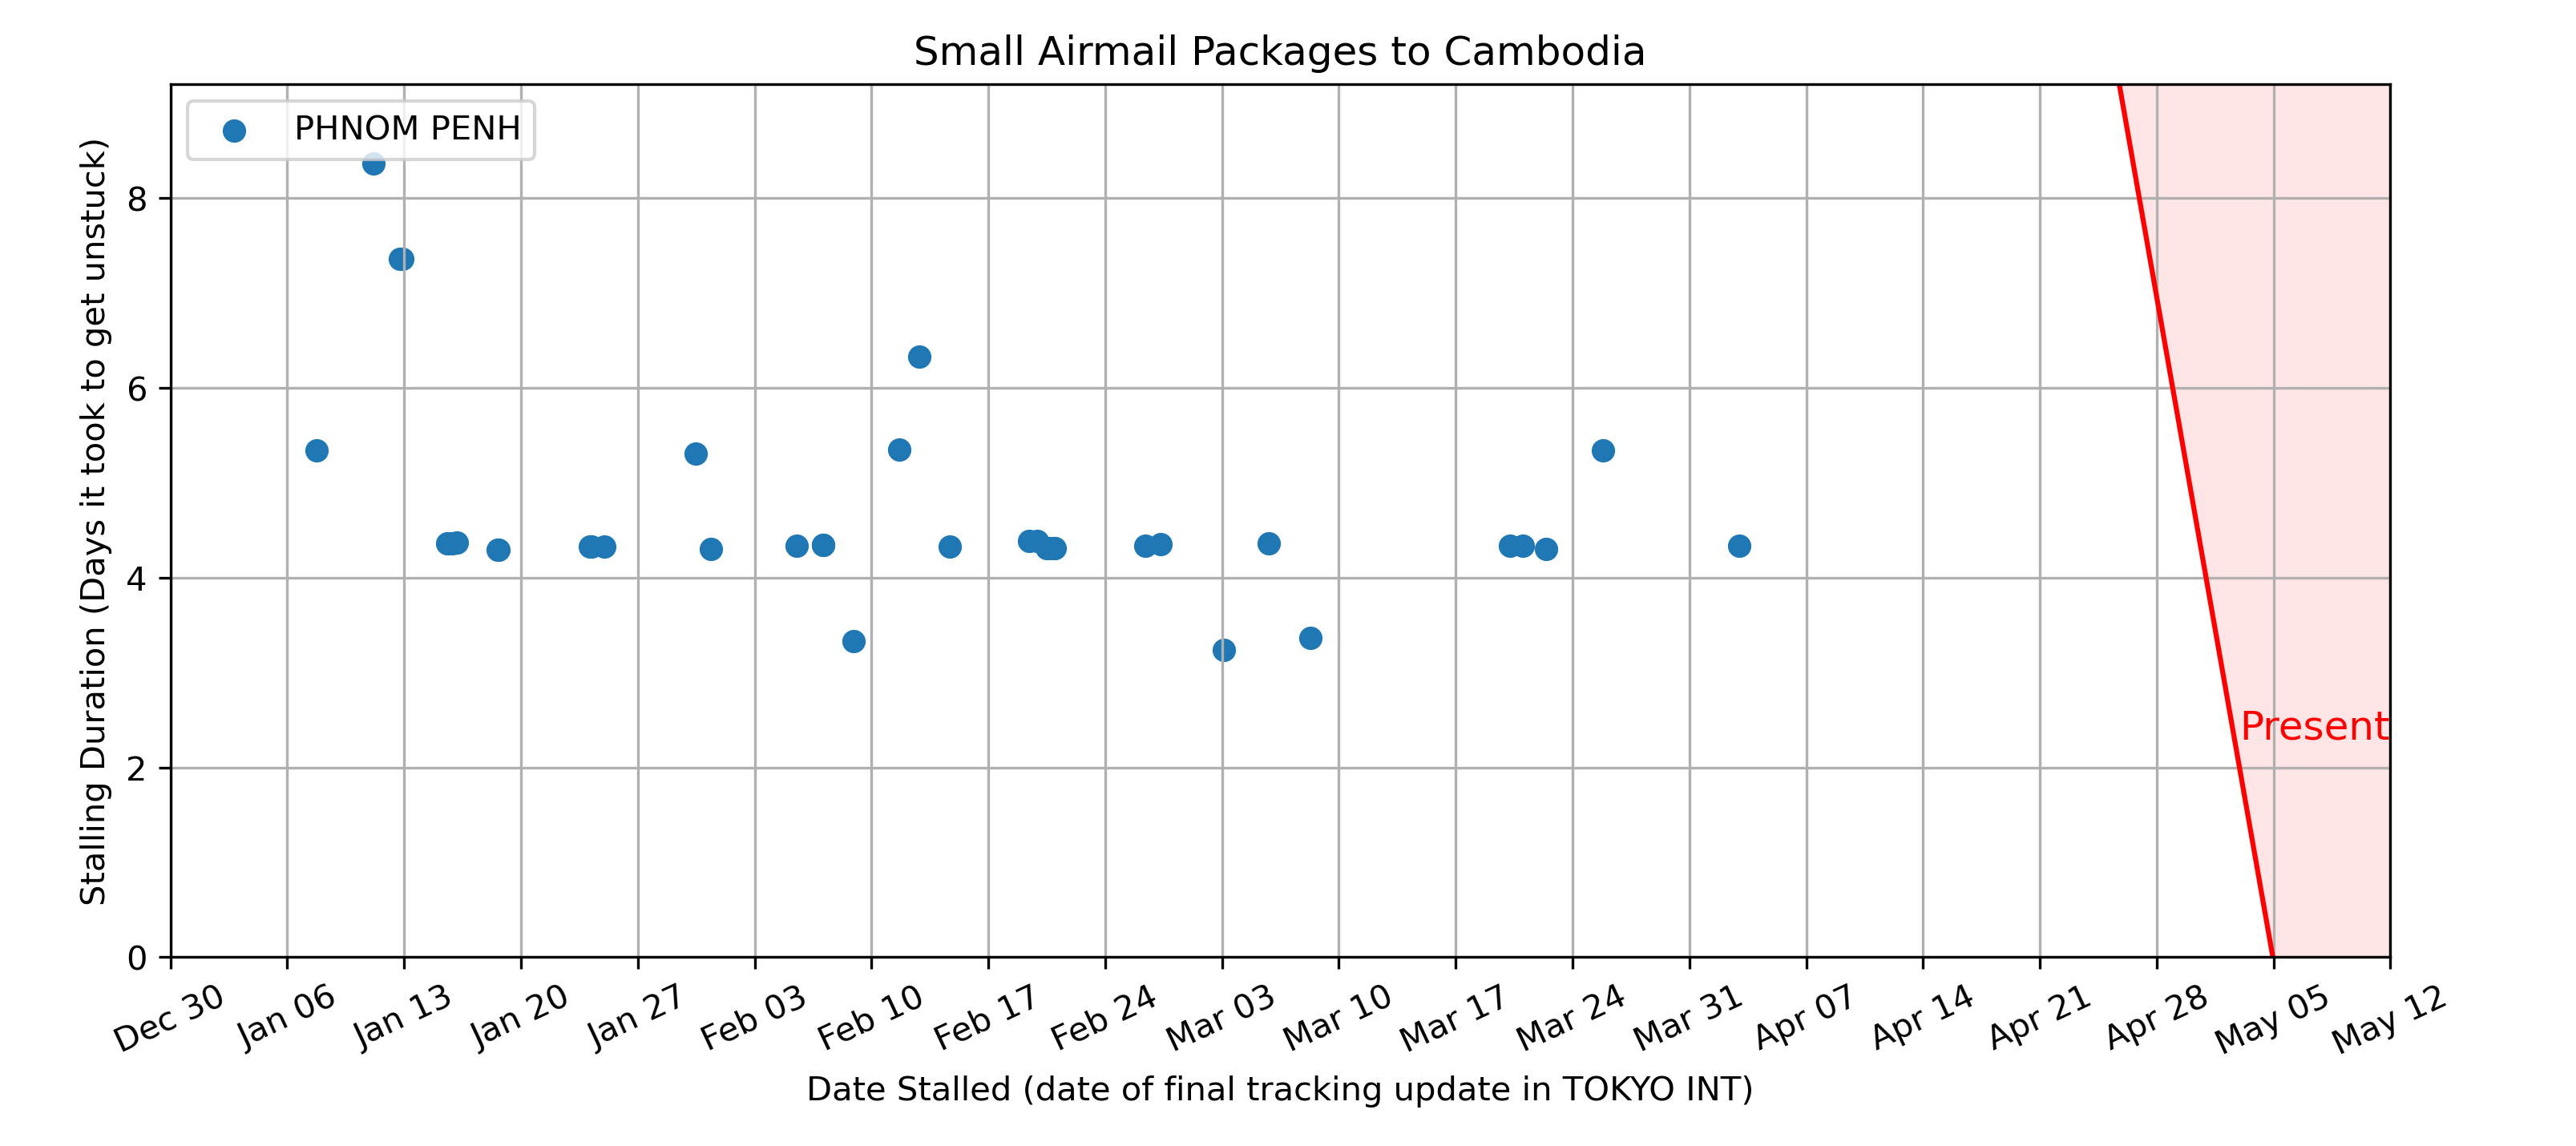 Small Airmail Packages to Cambodia
PHNOM PENH
Stalling Duration (Days it took to get unstuck)
8
6
4
2
0
Present
Dec 30
Jan 06
Jan 13
Jan 20
Jan 27
Feb 03
Feb 10
Feb 17
Feb 24
Mar 03
Mar 10
Mar 17
Mar 24
Mar 31
Apr 07
Apr 14
Apr 21
Apr 28
May 05
May 12
Date Stalled (date of final tracking update in TOKYO INT)